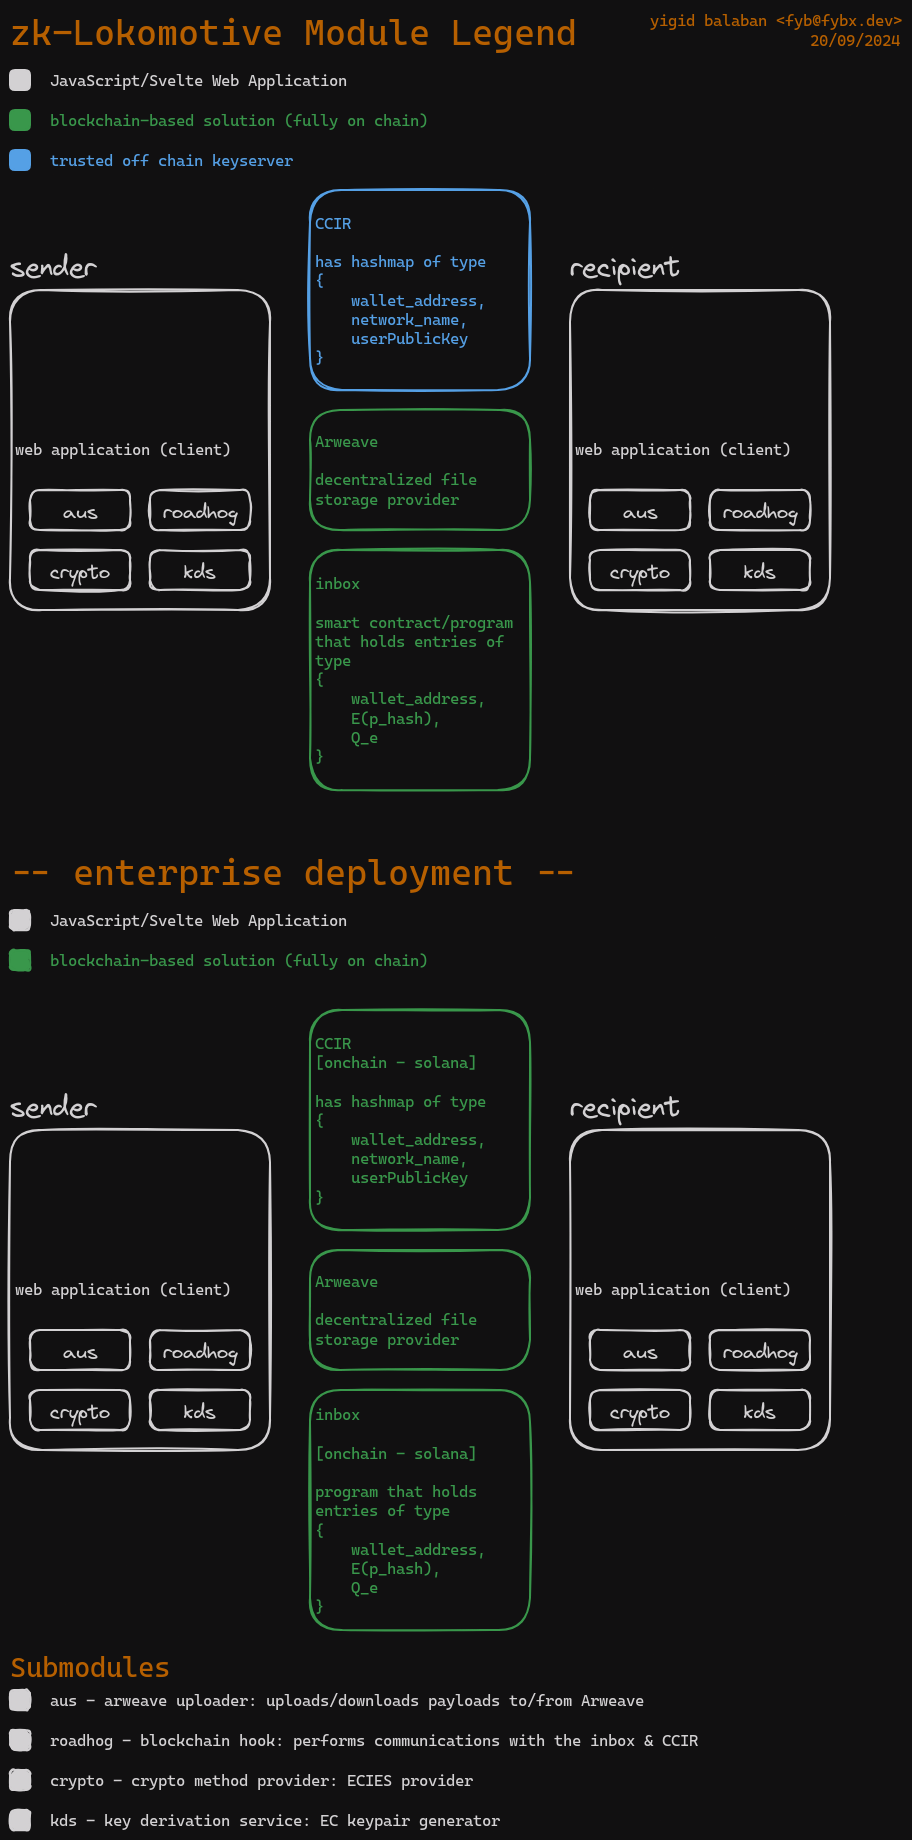 zk-Lokomotive Module Legend
yigid balaban <fyb@fybx.dev>
20/09/2024
JavaScript/Svelte Web Application
blockchain-based solution (fully on chain)
trusted off chain keyserver
sender
web application (client)
aus
roadhog
crypto
kds
CCIR
has hashmap of type
{
wallet_address,
network_name,
userPublicKey
}
Arweave
decentralized file
storage provider
inbox
smart contract/program
that holds entries of
type
{
wallet_address,
E(p_hash),
Q_e
}
recipient
web application (client)
aus
roadhog
crypto
kds
-- enterprise deployment --
JavaScript/Svelte Web Application
blockchain-based solution (fully on chain)
sender
web application (client)
aus
roadhog
crypto
kds
CCIR
[onchain - solana]
has hashmap of type
{
wallet_address,
network_name,
userPublicKey
}
Arweave
decentralized file
storage provider
inbox
[onchain - solana]
program that holds
entries of type
{
wallet_address,
E(p_hash),
Q_e
}
recipient
web application (client)
aus
roadhog
crypto
kds
Submodules
aus - arweave uploader: uploads/downloads payloads to/from Arweave
roadhog - blockchain hook: performs communications with the inbox & CCIR
crypto - crypto method provider: ECIES provider
kds - key derivation service: EC keypair generator